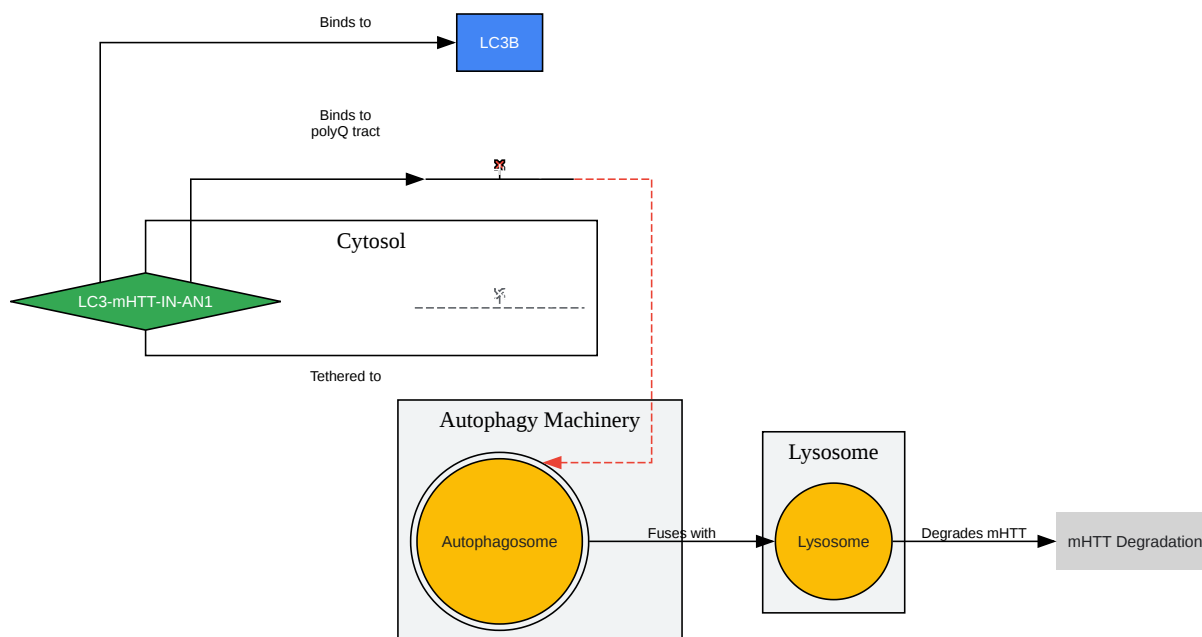 Binds to
LC3B
Binds to
polyQ tract
Cytosol
LC3-mHTT-IN-AN1
Tethered to
Autophagy Machinery
Lysosome
Autophagosome
Fuses with
Lysosome
Degrades mHTT
mHTT Degradation